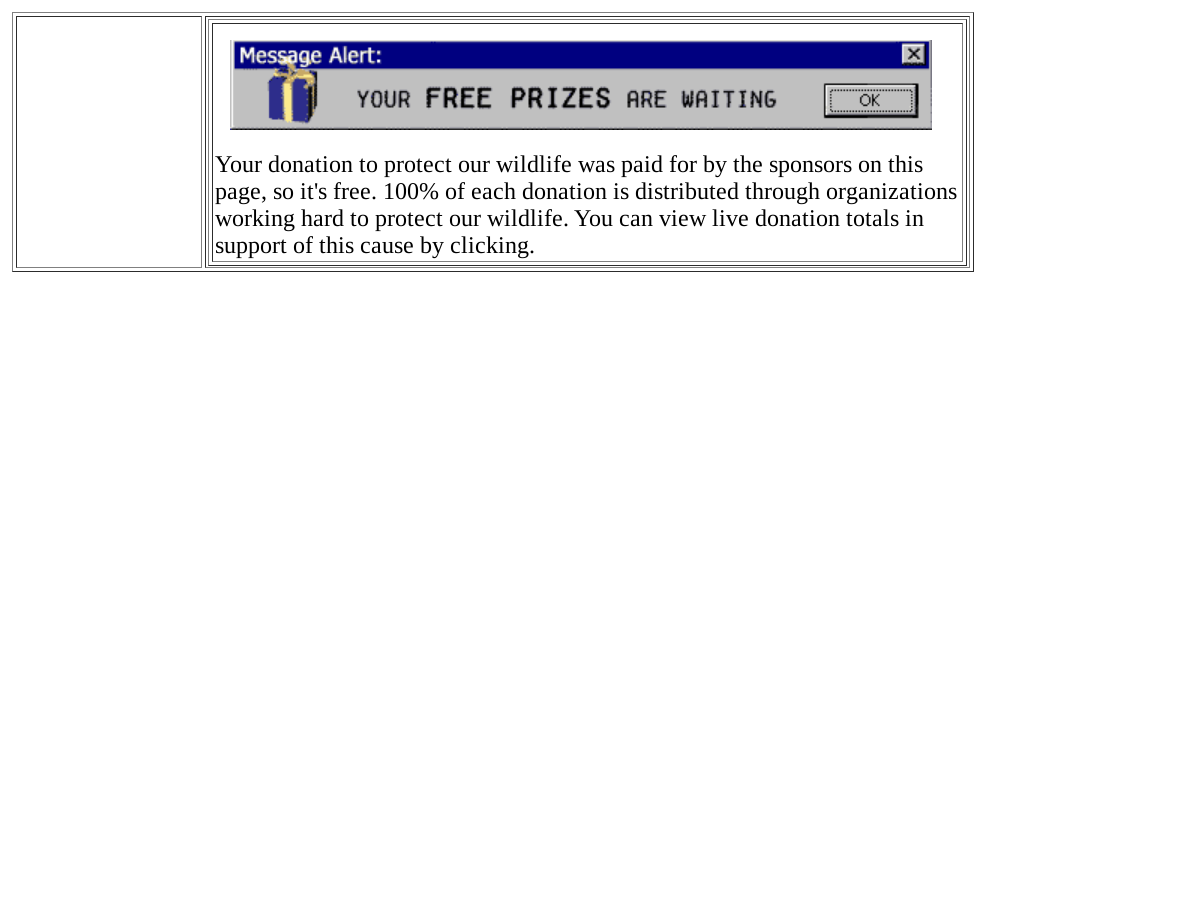 Message Alert:
YOUR FREE PRIZES ARE WAITING
OK
Your donation to protect our wildlife was paid for by the sponsors on this
page, so it's free. 100% of each donation is distributed through organizations
working hard to protect our wildlife. You can view live donation totals in
support of this cause by clicking.